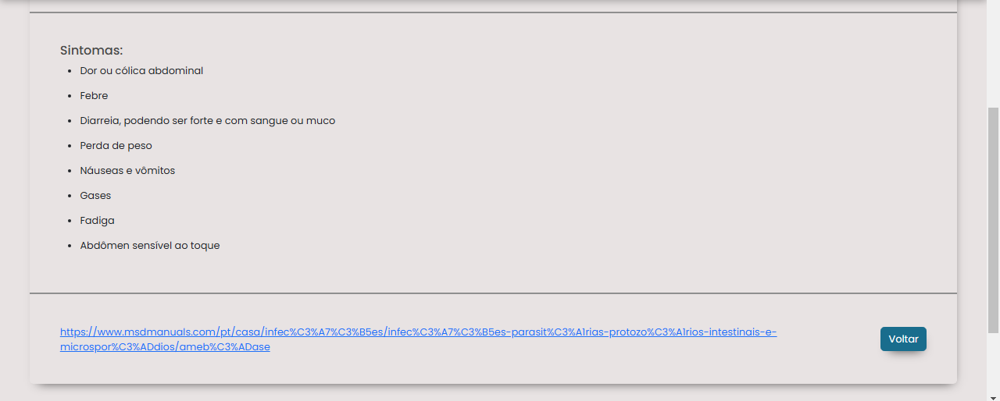 Sintomas:
Dor ou cólica abdominal
Febre
Diarreia, podendo ser forte e com sangue ou muco
Perda de peso
Náuseas e vômitos
Gases
Fadiga
Abdômen sensível ao toque
https://www.msdmanuals.com/pt/casa/infec%C3%A7%C3%B5es/infec%C3%A7%C3%B5es-parasit%C3%A1rias-protozo%C3%A1rios-intestinais-e-
microspor%C3%ADdios/ameb%C3%ADase
Voltar